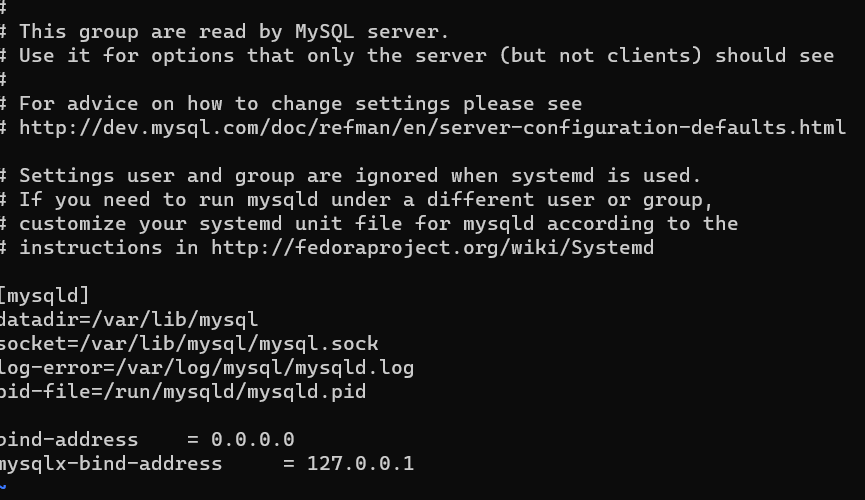 #
# This group are read by MySQL server.
# Use it for options that only the server (but not clients) should see
#
# For advice on how to change settings please see
# http://dev.mysql.com/doc/refman/en/server-configuration-defaults.html
# Settings user and group are ignored when systemd is used.
# If you need to run mysqld under a different user or group,
# customize your systemd unit file for mysqld according to the
# instructions in http://fedoraproject.org/wiki/Systemd
[mysqld]
datadir=/var/lib/mysql
socket=/var/lib/mysql/mysql.sock
log-error=/var/log/mysql/mysqld.log
pid-file=/run/mysqld/mysqld.pid
bind-address    = 0.0.0.0
mysqlx-bind-address     = 127.0.0.1
~